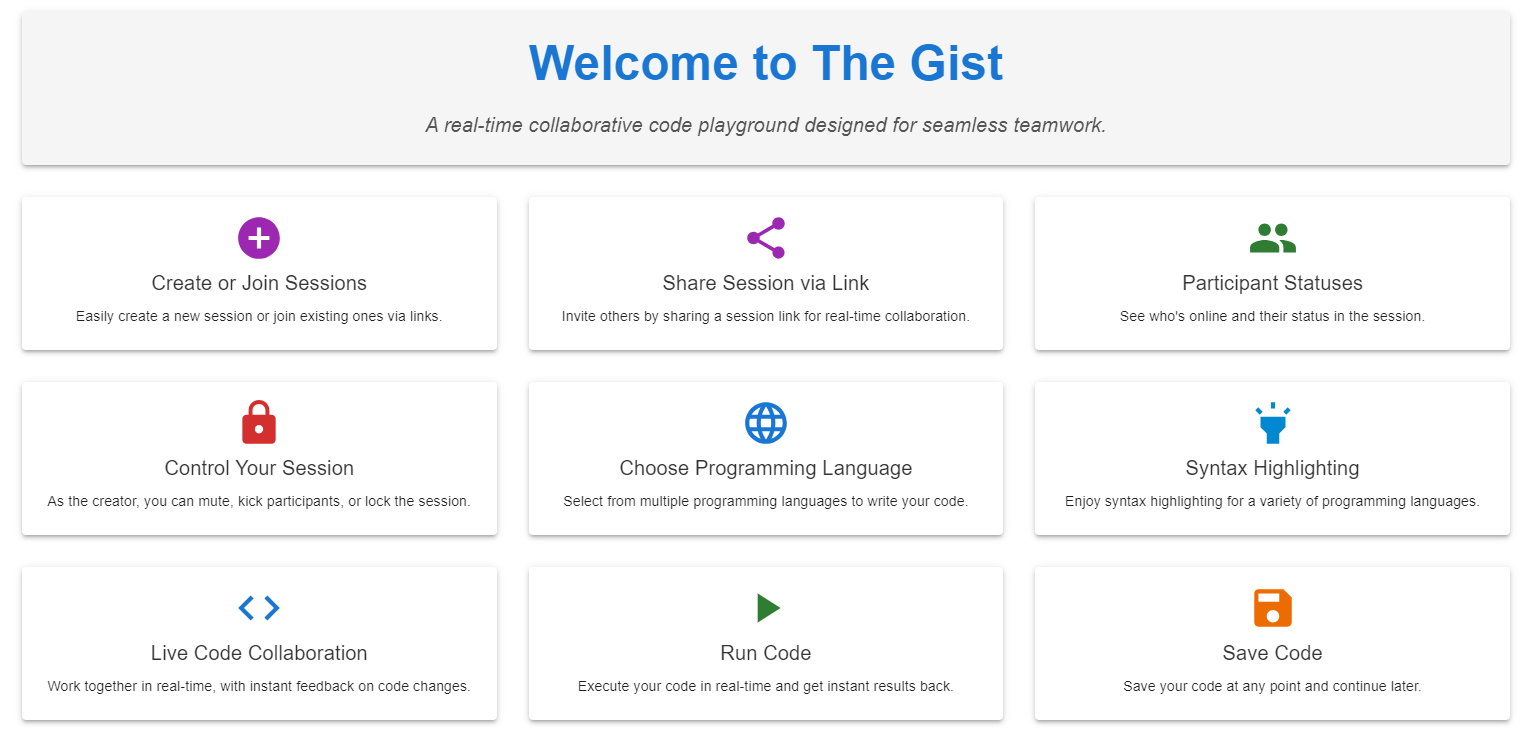 Welcome to The Gist
A real-time collaborative code playground designed for seamless teamwork.
Create or Join Sessions
Easily create a new session or join existing ones via links.
Share Session via Link
Invite others by sharing a session link for real-time collaboration.
Participant Statuses
See who's online and their status in the session.
Control Your Session
As the creator, you can mute, kick participants, or lock the session.
Choose Programming Language
Select from multiple programming languages to write your code.
Syntax Highlighting
Enjoy syntax highlighting for a variety of programming languages.
Live Code Collaboration
Work together in real-time, with instant feedback on code changes.
Run Code
Execute your code in real-time and get instant results back.
Save Code
Save your code at any point and continue later.